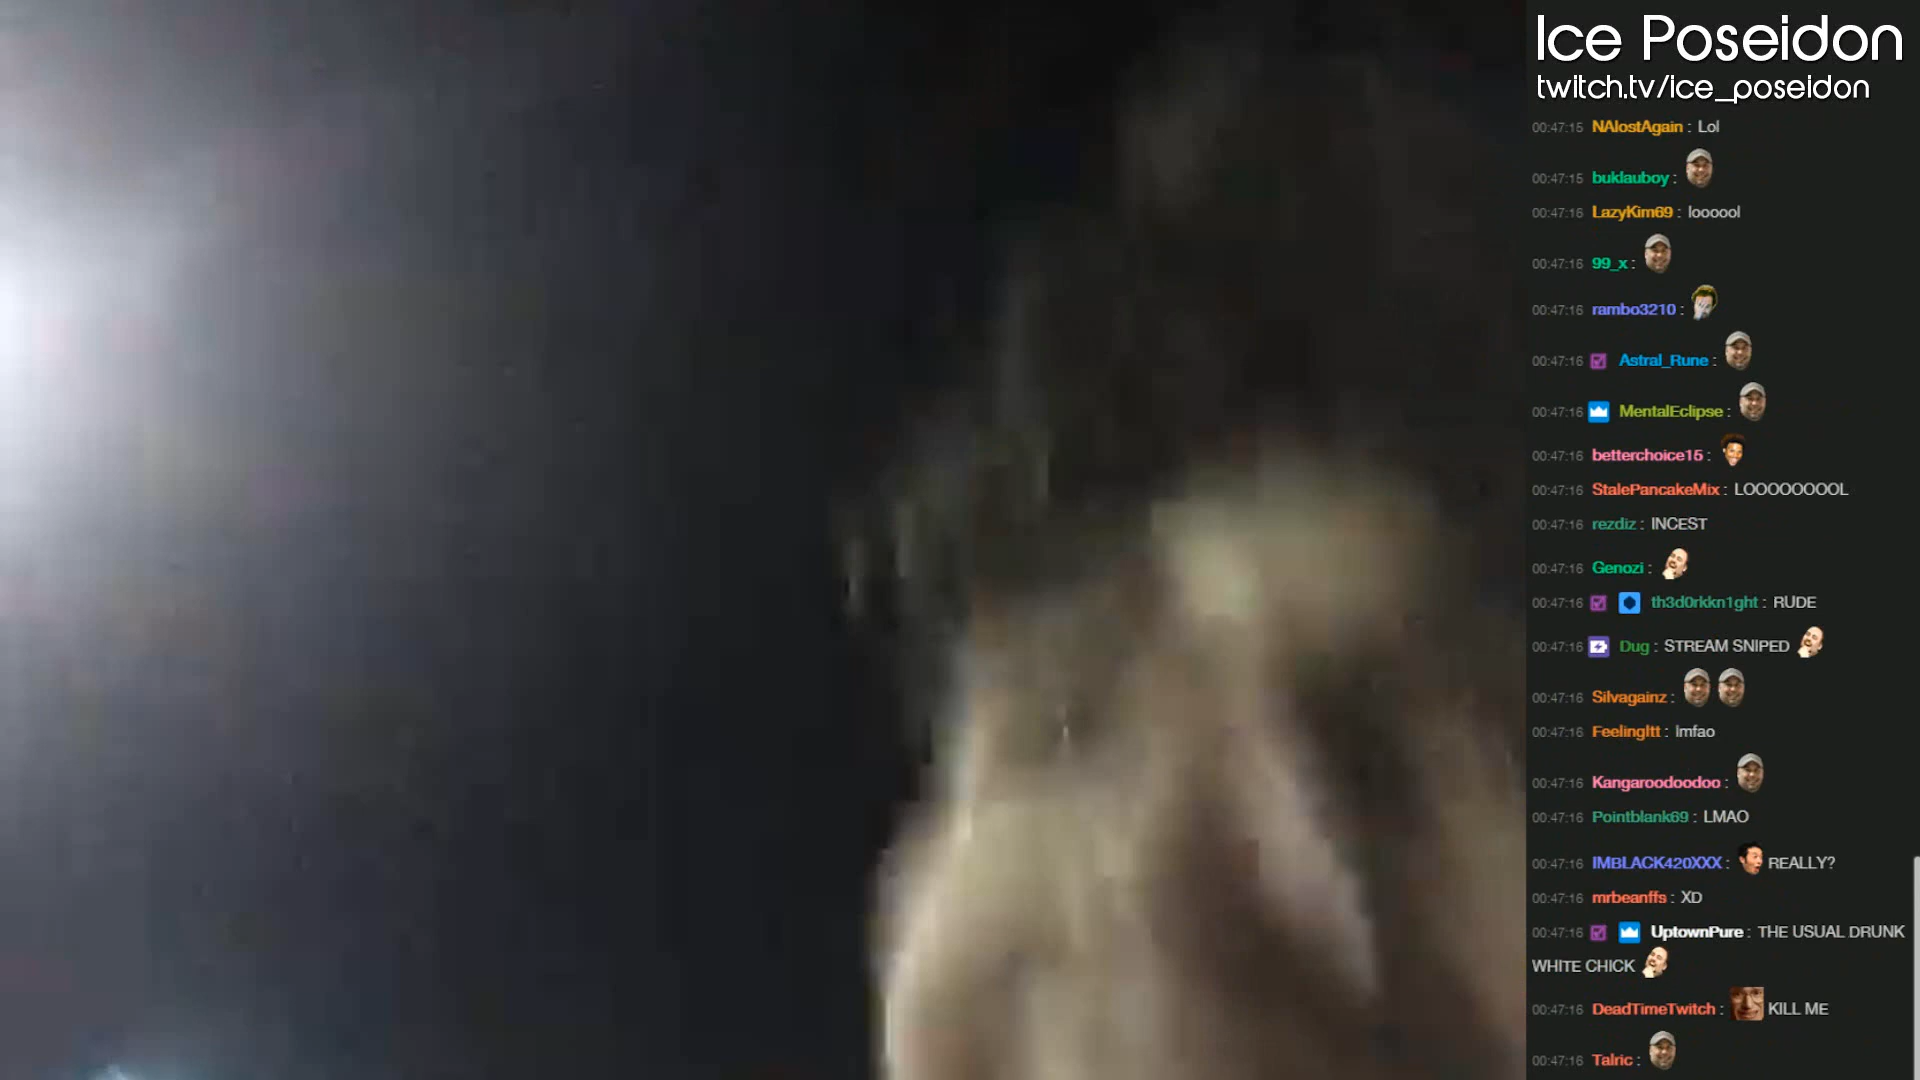 Ice Poseidon
twitch.tv/ice_poseidon
00:47:15 NAlostAgain : Lol
00:47:15 buklauboy :
00:47:16 LazyKim69 : loooool
00:47:16 99_x :
00:47:16 rambo3210 :
00:47:16 Astral_Rune :
00:47:16 MentalEclipse :
00:47:16 betterchoice15 :
00:47:16 StalePancakeMix : LOOOOOOOOL
00:47:16 rezdiz : INCEST
00:47:16 Genozi :
00:47:16 th3d0rkkn1ght : RUDE
00:47:16 Dug : STREAM SNIPED
00:47:16 Silvagainz :
00:47:16 FeelingItt : lmfao
00:47:16 Kangaroodoodoo :
00:47:16 Pointblank69 : LMAO
00:47:16 IMBLACK420XXX : REALLY?
00:47:16 mrbeanffs : XD
00:47:16 UptownPure : THE USUAL DRUNK
WHITE CHICK
00:47:16 DeadTimeTwitch : KILL ME
00:47:16 Talric :